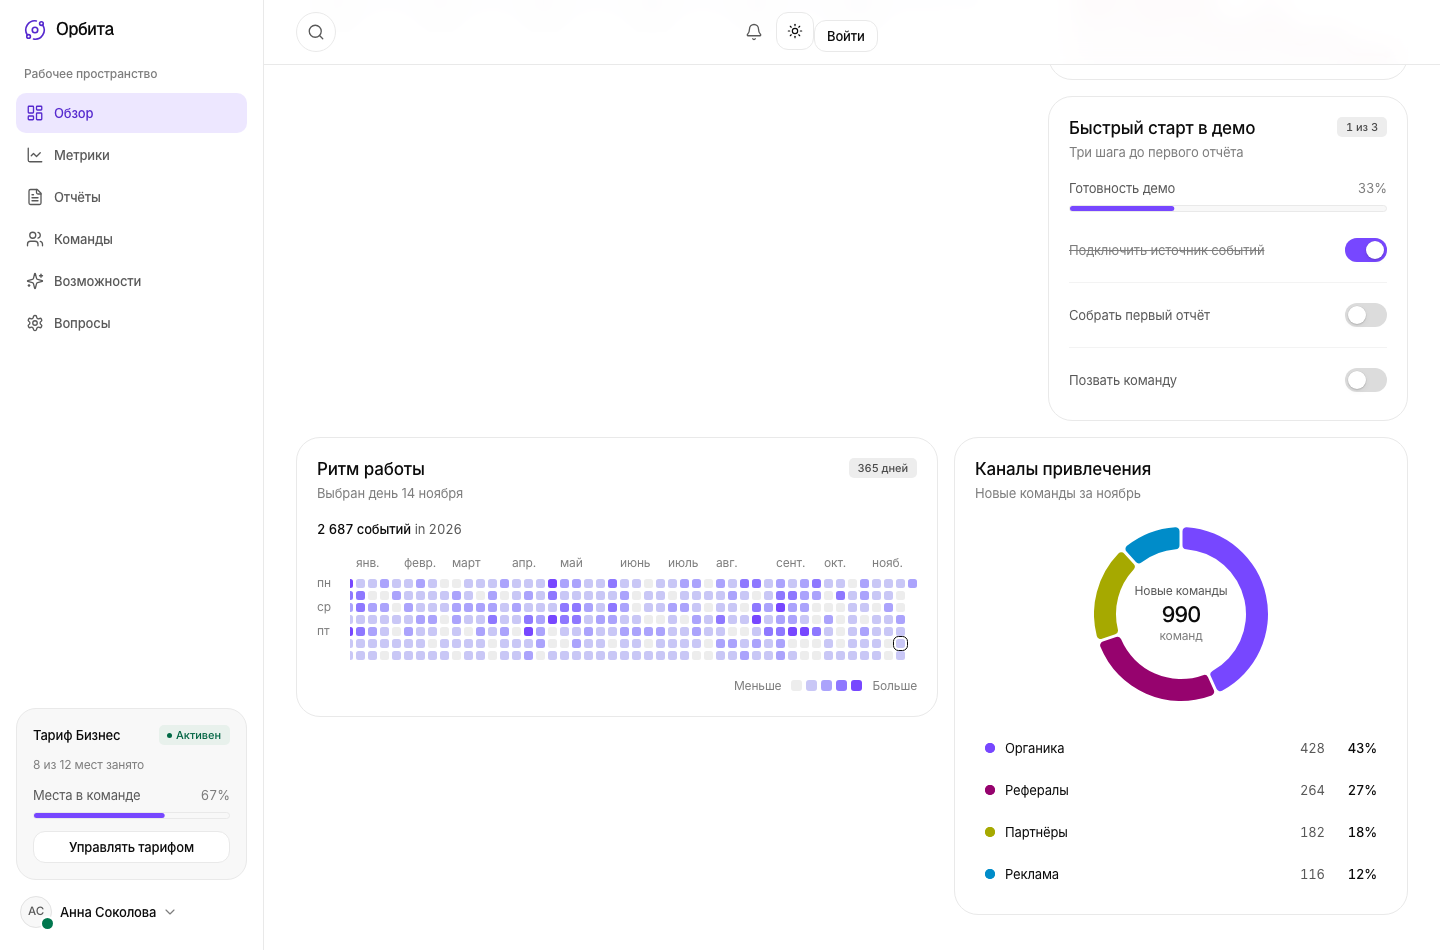 Орбита
Рабочее пространство
Обзор
Метрики
Отчёты
Команды
Возможности
Вопросы
Тариф Бизнес
Активен
8 из 12 мест занято
Места в команде 67%
Управлять тарифом
АС
Анна Соколова
Войти
Быстрый старт в демо
1 из 3
Три шага до первого отчёта
Готовность демо 33%
Подключить источник событий
Собрать первый отчёт
Позвать команду
Ритм работы
365 дней
Выбран день 14 ноября
2 687 событий in 2026
янв. февр. март апр. май июнь июль авг. сент. окт. нояб.
пн
ср
пт
Меньше Больше
Каналы привлечения
Новые команды за ноябрь
Новые команды
990
команд
Органика 428 43%
Рефералы 264 27%
Партнёры 182 18%
Реклама 116 12%